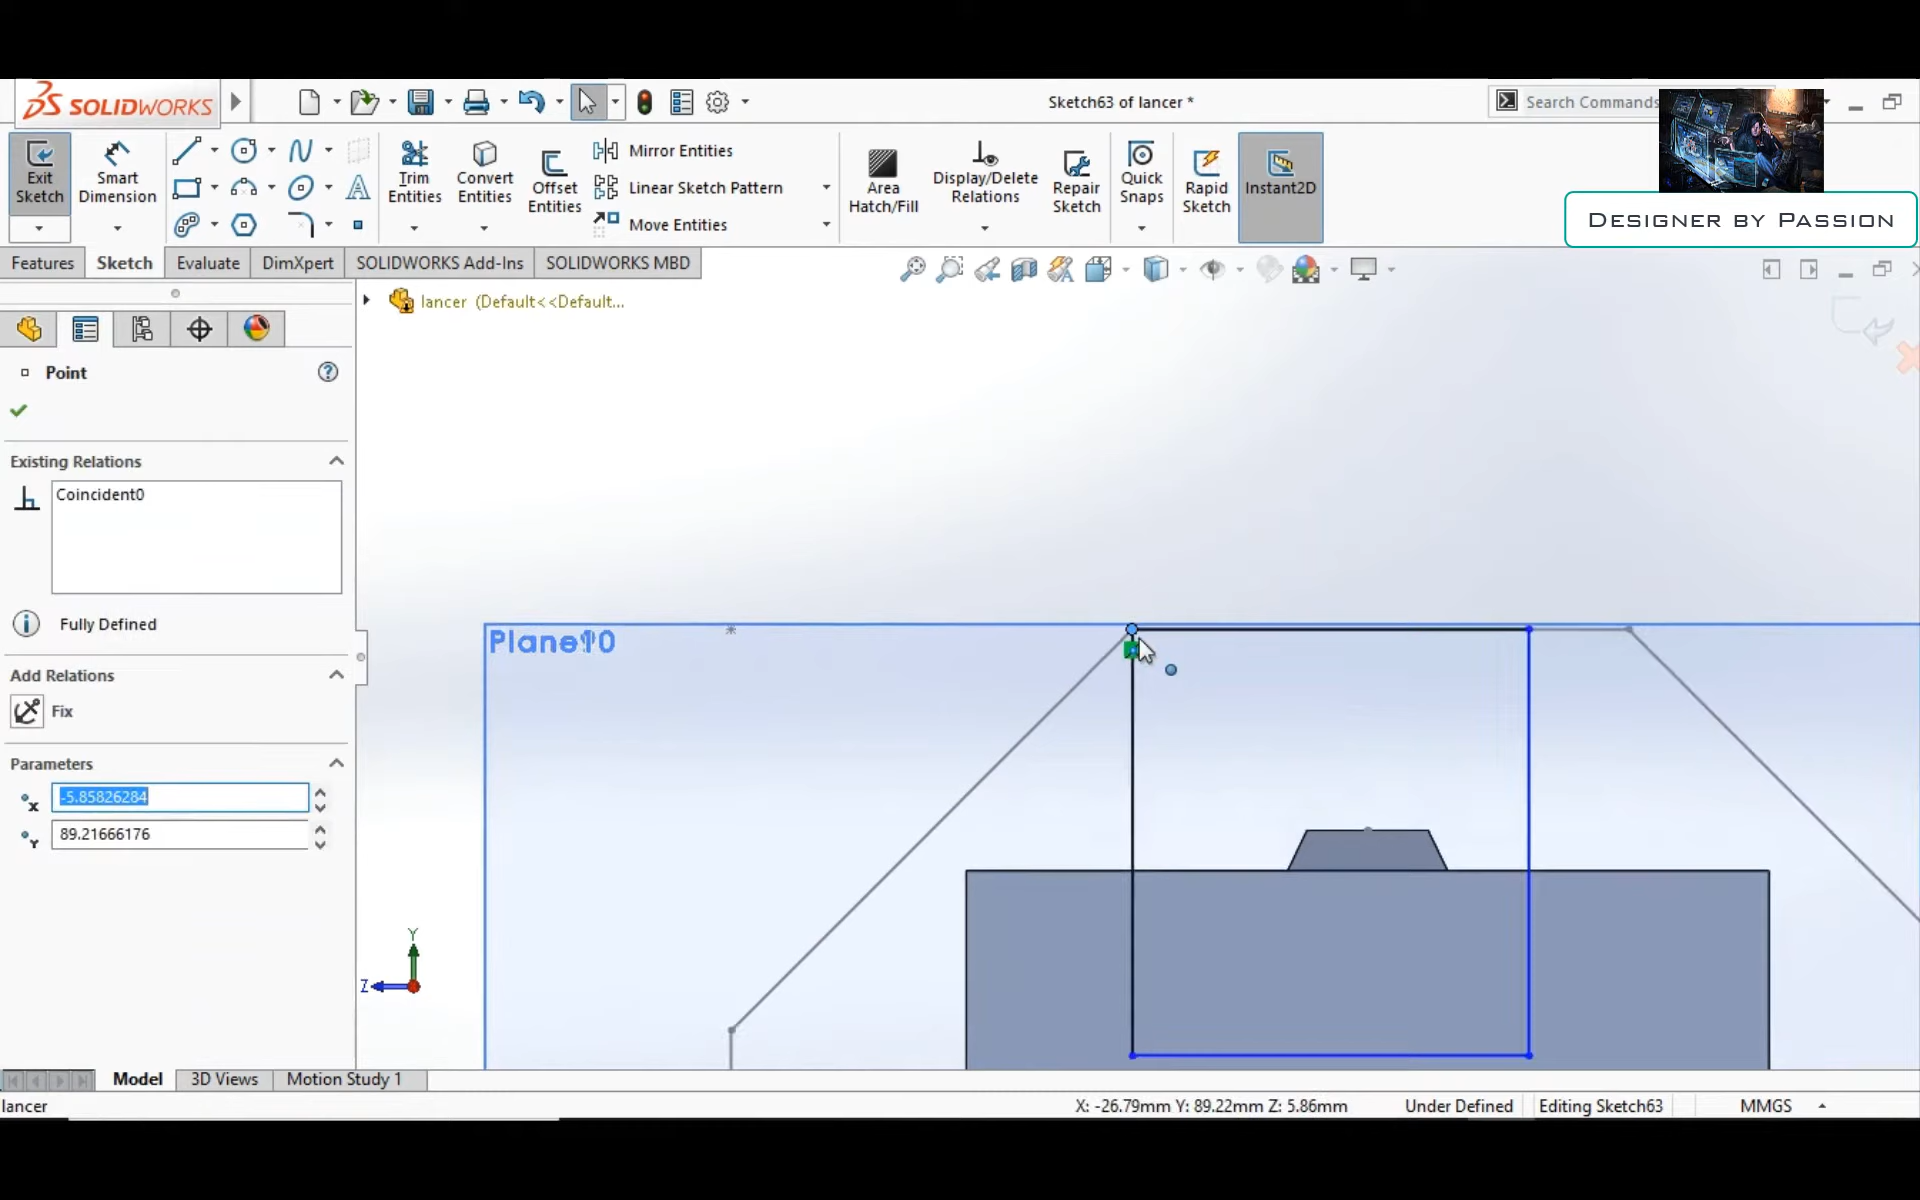 SOLIDWORKS
Sketch63 of lancer *
Search Commands
Exit Sketch
Smart Dimension
Trim Entities
Convert Entities
Offset Entities
Mirror Entities
Linear Sketch Pattern
Move Entities
Area Hatch/Fill
Display/Delete Relations
Repair Sketch
Quick Snaps
Rapid Sketch
Instant2D
Designer by Passion
Features
Sketch
Evaluate
DimXpert
SOLIDWORKS Add-Ins
SOLIDWORKS MBD
lancer (Default<<Default...
Point
Existing Relations
Coincident0
Fully Defined
Add Relations
Fix
Parameters
X
-5.85826284
Y
89.21666176
Y
Z
Model
3D Views
Motion Study 1
lancer
X: -26.79mm Y: 89.22mm Z: 5.86mm
Under Defined
Editing Sketch63
MMGS